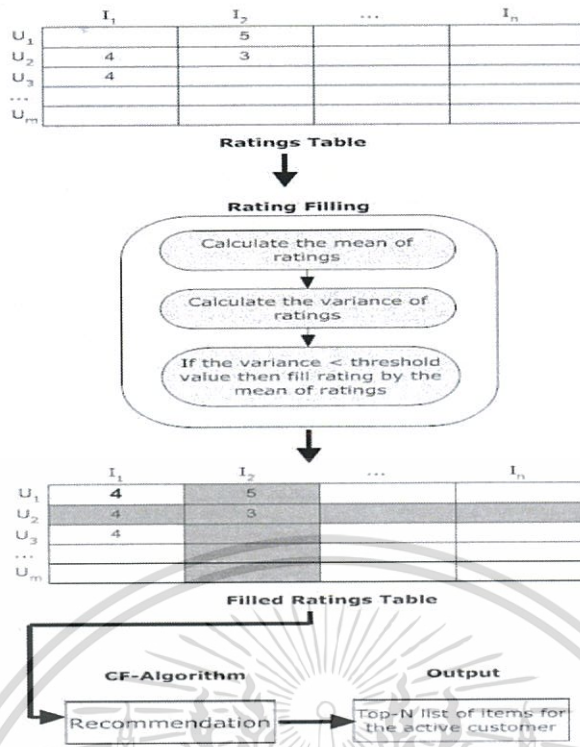 I1 I2 ... In
U1 5
U2 4 3
U3 4
...
Um
Ratings Table
Rating Filling
Calculate the mean of
ratings
Calculate the variance of
ratings
If the variance < threshold
value then fill rating by the
mean of ratings
I1 I2 ... In
U1 4 5
U2 4 3
U3 4
...
Um
Filled Ratings Table
CF-Algorithm Output
Recommendation
Top-N list of items for
the active customer